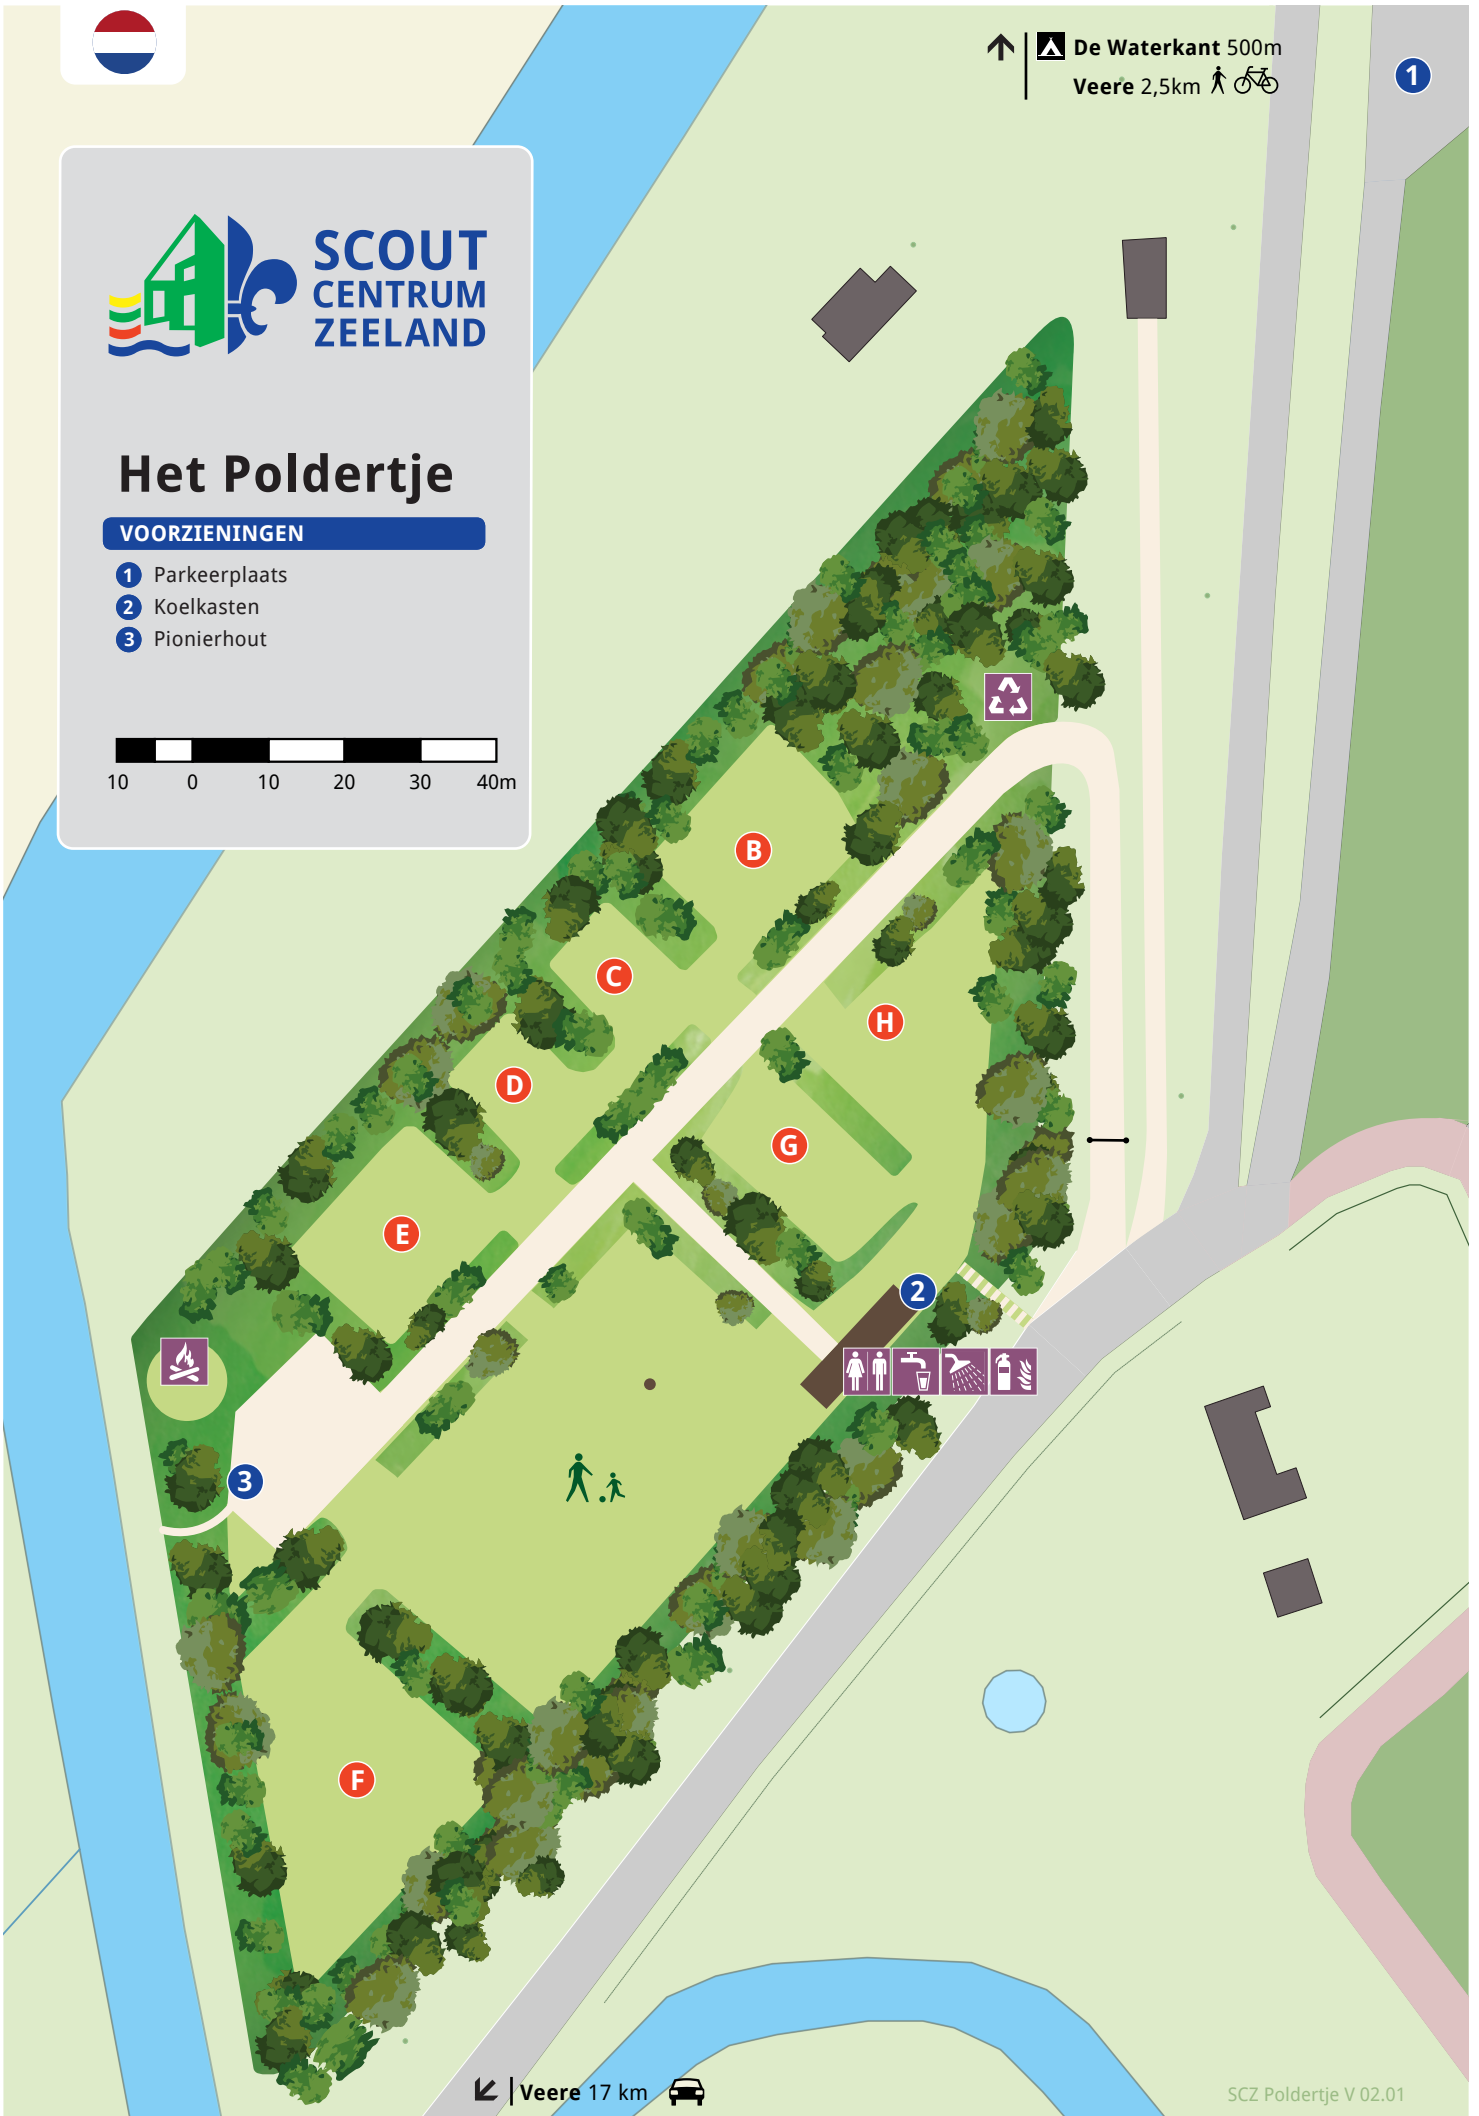 De Waterkant 500m
Veere 2,5km
1
SCOUT
CENTRUM
ZEELAND
Het Poldertje
VOORZIENINGEN
1 Parkeerplaats
2 Koelkasten
3 Pionierhout
10 0 10 20 30 40m
B
C
H
D
G
E
2
3
F
Veere 17 km
SCZ Poldertje V 02.01